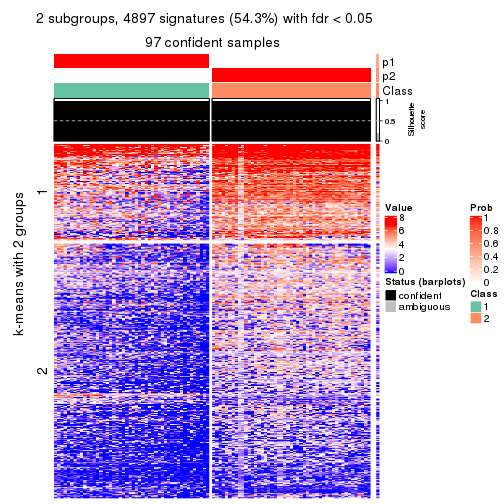 2 subgroups, 4897 signatures (54.3%) with fdr < 0.05
97 confident samples
p1
p2
Class
1
0.5
0
Silhouette
score
k-means with 2 groups
1
2
Value
8
6
4
2
0
Status (barplots)
confident
ambiguous
Prob
1
0.8
0.6
0.4
0.2
0
Class
1
2